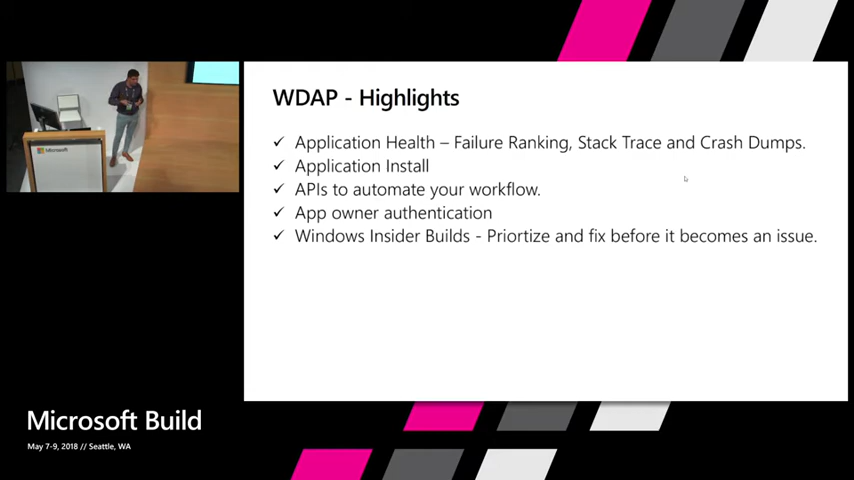 WDAP - Highlights
✓ Application Health – Failure Ranking, Stack Trace and Crash Dumps.
✓ Application Install
✓ APIs to automate your workflow.
✓ App owner authentication
✓ Windows Insider Builds - Priortize and fix before it becomes an issue.
Microsoft
Microsoft Build
May 7-9, 2018 // Seattle, WA